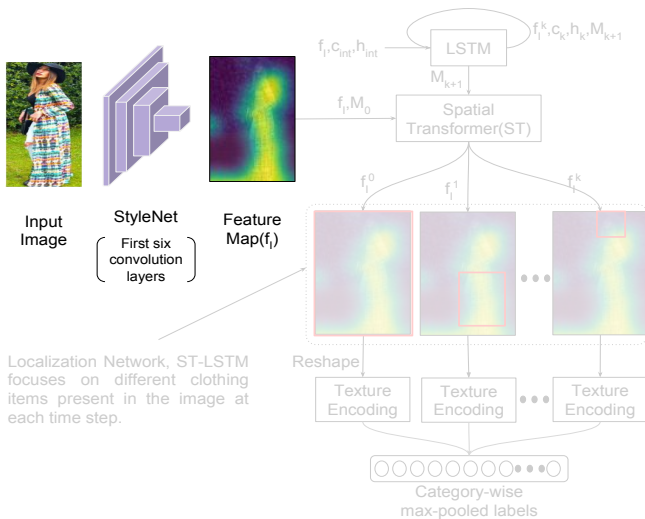 f_l,c_int,h_int
LSTM
f_l^k,c_k,h_k,M_k+1
M_k+1
f_l,M_0
Spatial
Transformer(ST)
f_l^0
f_l^1
f_l^k
Input
Image
StyleNet
First six
convolution
layers
Feature
Map(f_l)
Localization Network, ST-LSTM
focuses on different clothing
items present in the image at
each time step.
Reshape
Texture
Encoding
Texture
Encoding
Texture
Encoding
Category-wise
max-pooled labels